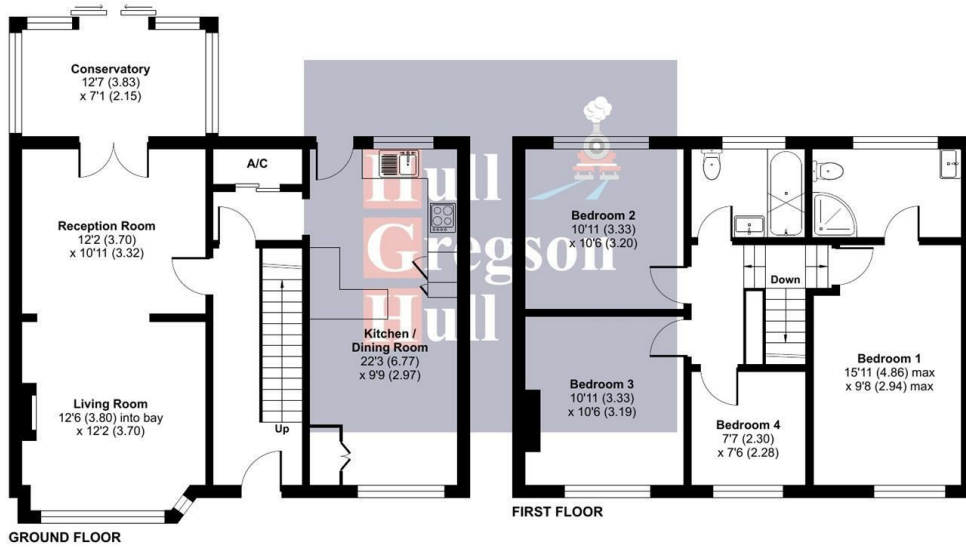 Conservatory
12'7 (3.83)
x 7'1 (2.15)
A/C
Reception Room
12'2 (3.70)
x 10'11 (3.32)
Living Room
12'6 (3.80) into bay
x 12'2 (3.70)
Up
Kitchen /
Dining Room
22'3 (6.77)
x 9'9 (2.97)
Hull
Gregson
Hull
GROUND FLOOR
Bedroom 2
10'11 (3.33)
x 10'6 (3.20)
Down
Bedroom 1
15'11 (4.86) max
x 9'8 (2.94) max
Bedroom 3
10'11 (3.33)
x 10'6 (3.19)
Bedroom 4
7'7 (2.30)
x 7'6 (2.28)
FIRST FLOOR